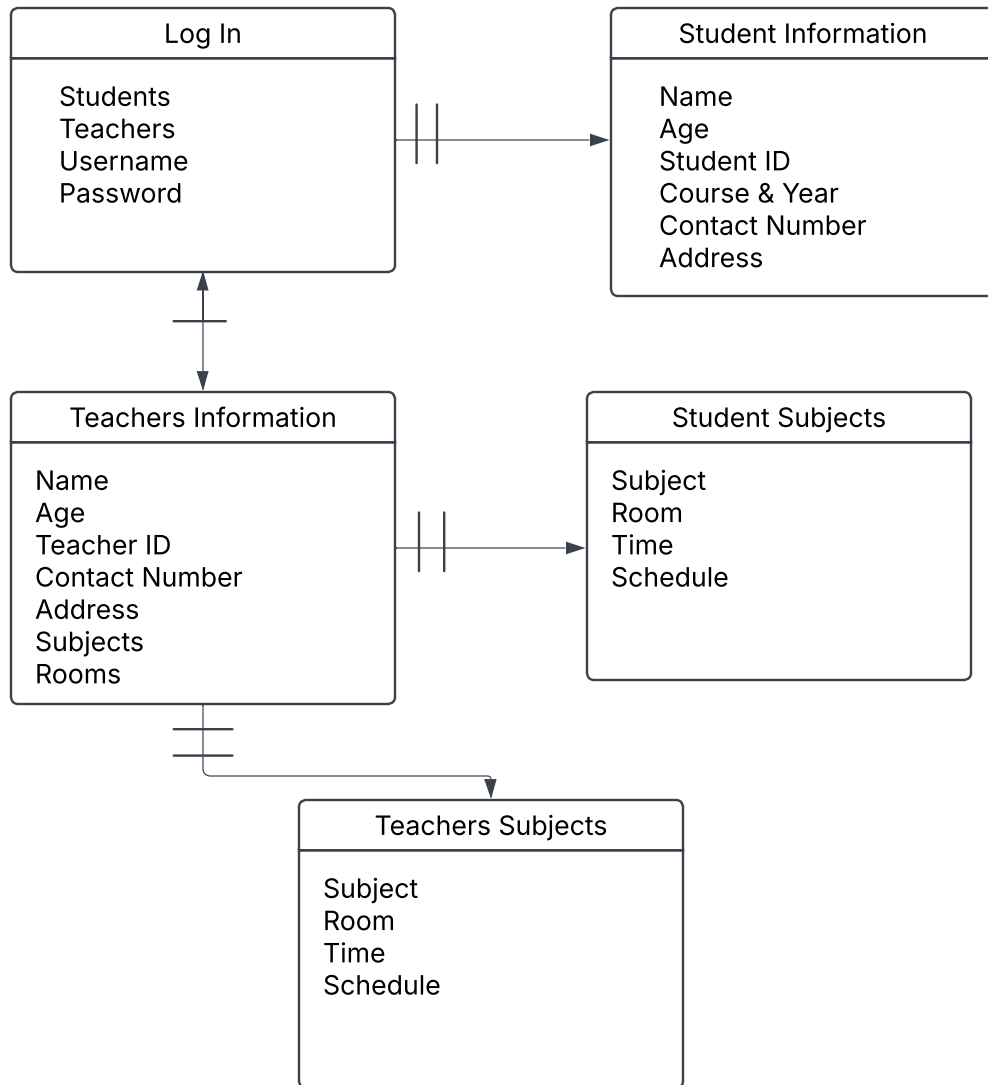 Log In
Students
Teachers
Username
Password
Student Information
Name
Age
Student ID
Course & Year
Contact Number
Address
Teachers Information
Name
Age
Teacher ID
Contact Number
Address
Subjects
Rooms
Student Subjects
Subject
Room
Time
Schedule
Teachers Subjects
Subject
Room
Time
Schedule